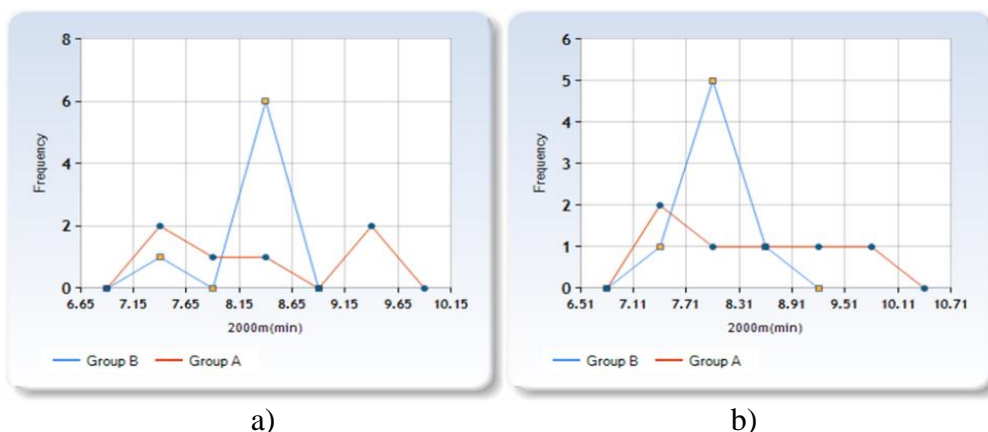 8
6
4
2
0
Frequency
6.65 7.15 7.65 8.15 8.65 9.15 9.65 10.15
2000m(min)
Group B Group A
6
5
4
3
2
1
0
Frequency
6.51 7.11 7.71 8.31 8.91 9.51 10.11 10.71
2000m(min)
Group B Group A
a) b)